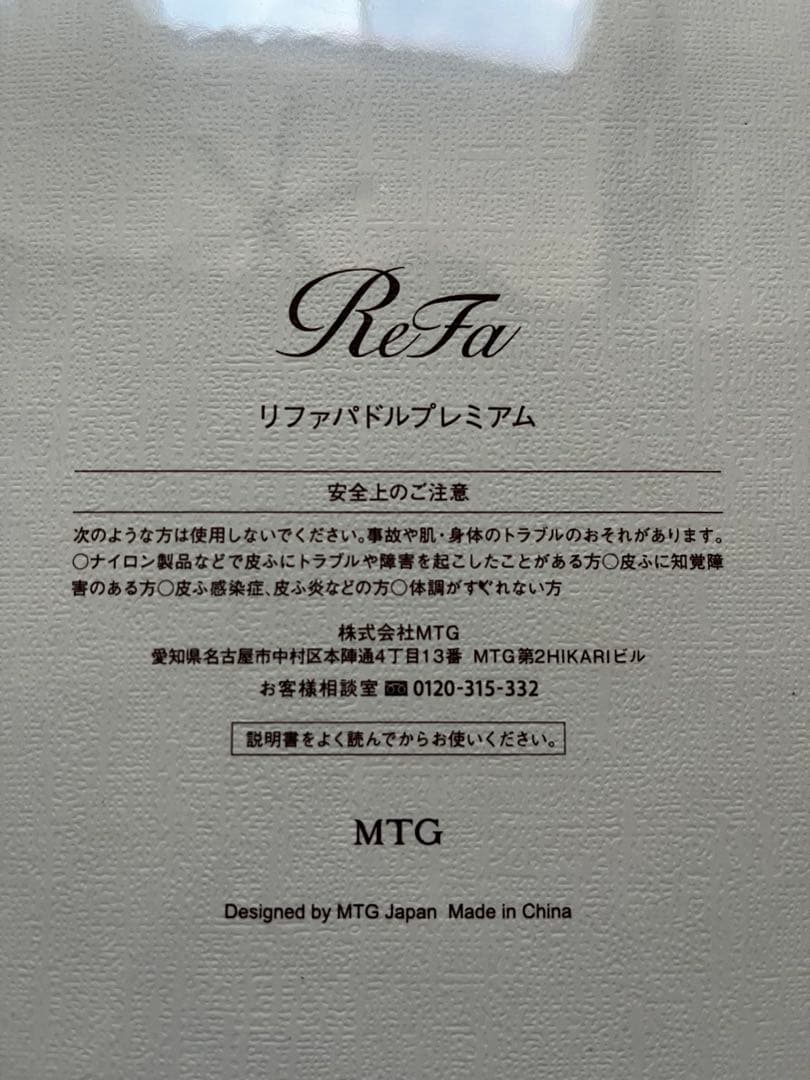 ReFa
リファパドルプレミアム
安全上のご注意
次のような方は使用しないでください。事故や肌・身体のトラブルのおそれがあります。
○ナイロン製品などで皮ふにトラブルや障害を起こしたことがある方○皮ふに知覚障
害のある方○皮ふ感染症、皮ふ炎などの方○体調がすぐれない方
株式会社MTG
愛知県名古屋市中村区本陣通4丁目13番 MTG第2HIKARIビル
お客様相談室 0120-315-332
説明書をよく読んでからお使いください。
MTG
Designed by MTG Japan Made in China